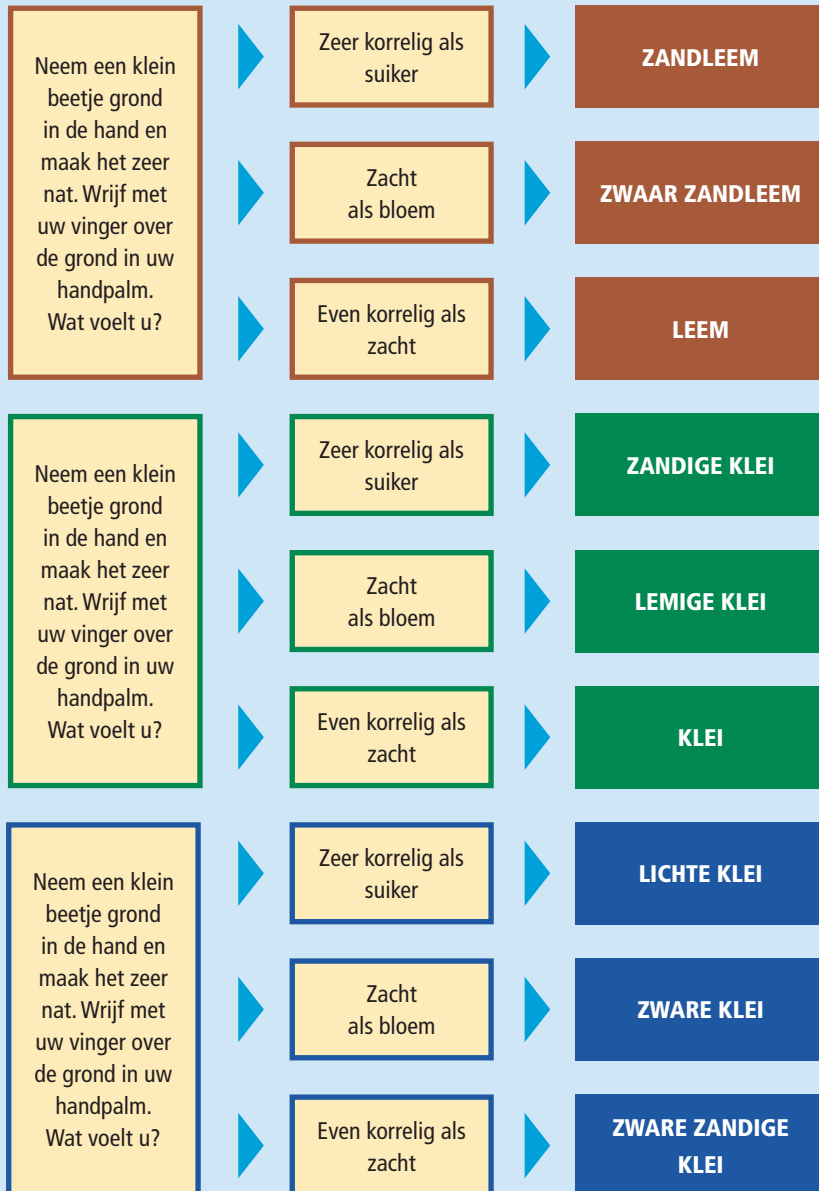 Neem een klein
beetje grond
in de hand en
maak het zeer
nat. Wrijf met
uw vinger over
de grond in uw
handpalm.
Wat voelt u?
Zeer korrelig als
suiker
ZANDLEEM
Zacht
als bloem
ZWAAR ZANDLEEM
Even korrelig als
zacht
LEEM
Neem een klein
beetje grond
in de hand en
maak het zeer
nat. Wrijf met
uw vinger over
de grond in uw
handpalm.
Wat voelt u?
Zeer korrelig als
suiker
ZANDIGE KLEI
Zacht
als bloem
LEMIGE KLEI
Even korrelig als
zacht
KLEI
Neem een klein
beetje grond
in de hand en
maak het zeer
nat. Wrijf met
uw vinger over
de grond in uw
handpalm.
Wat voelt u?
Zeer korrelig als
suiker
LICHTE KLEI
Zacht
als bloem
ZWARE KLEI
Even korrelig als
zacht
ZWARE ZANDIGE
KLEI